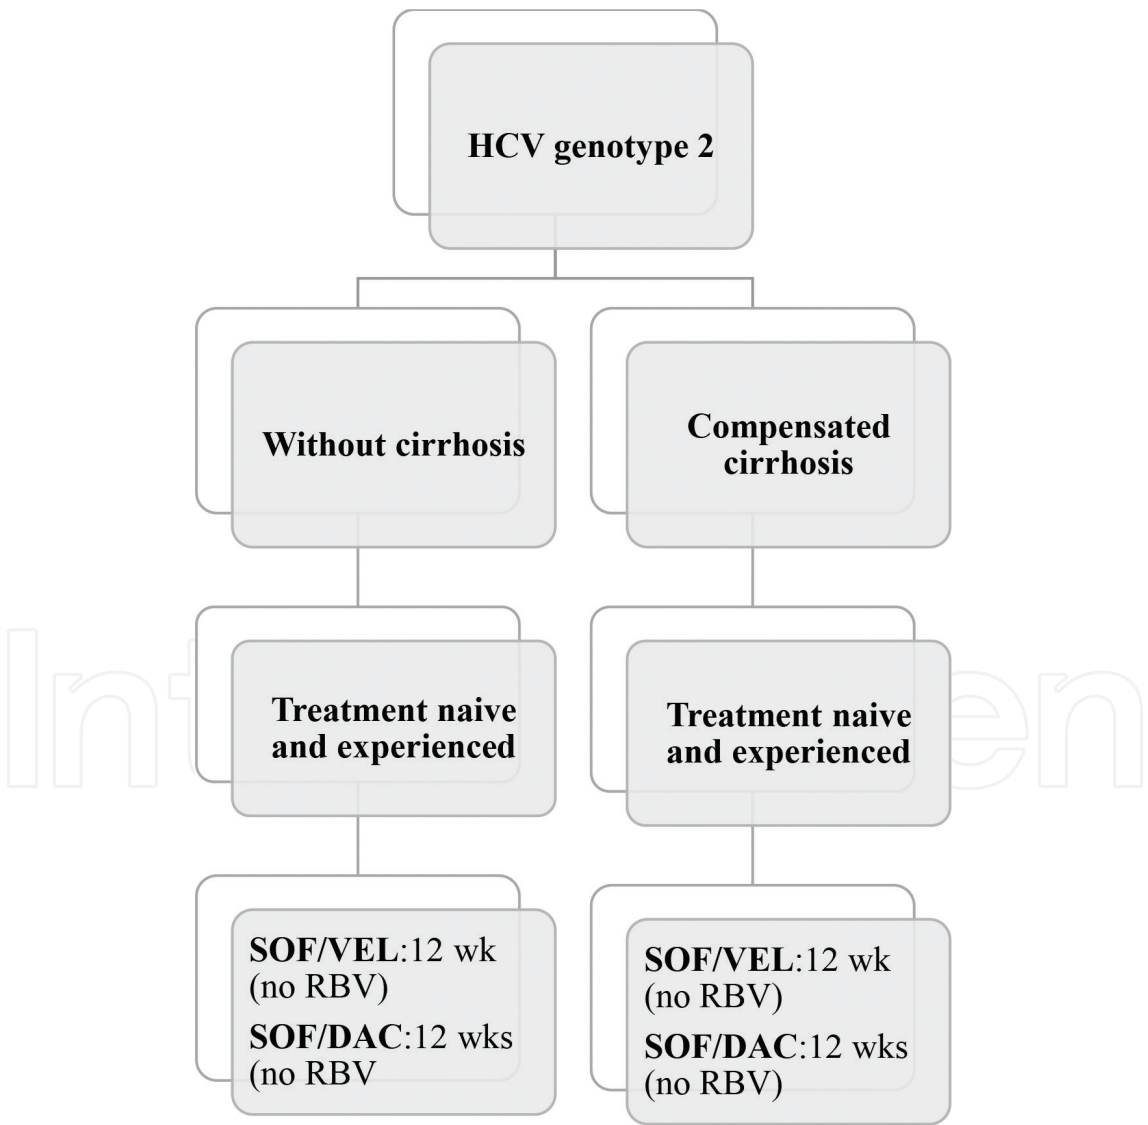 HCV genotype 2
Without cirrhosis
Compensated
cirrhosis
Treatment naive
and experienced
Treatment naive
and experienced
SOF/VEL:12 wk
(no RBV)
SOF/DAC:12 wks
(no RBV
SOF/VEL:12 wk
(no RBV)
SOF/DAC:12 wks
(no RBV)